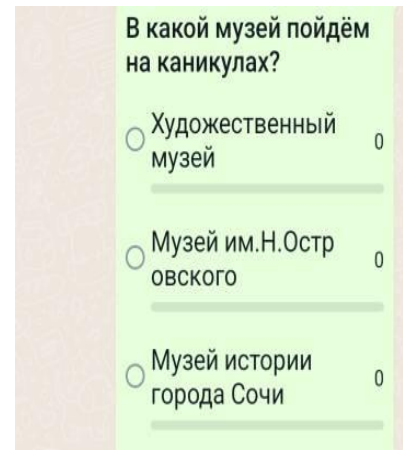 В какой музей пойдём
на каникулах?
Художественный
музей
0
Музей им.Н.Остр
овского
0
Музей истории
города Сочи
0